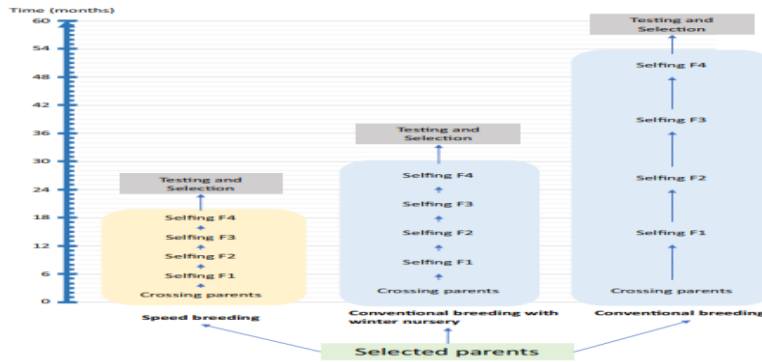 Time (months)
60
54
48
42
36
30
24
18
12
6
0
Testing and
Selection
Selfing F4
Selfing F3
Selfing F2
Selfing F1
Crossing parents
Speed breeding
Testing and
Selection
Selfing F4
Selfing F3
Selfing F2
Selfing F1
Crossing parents
Conventional breeding with
winter nursery
Testing and
Selection
Selfing F4
Selfing F3
Selfing F2
Selfing F1
Crossing parents
Conventional breeding
Selected parents